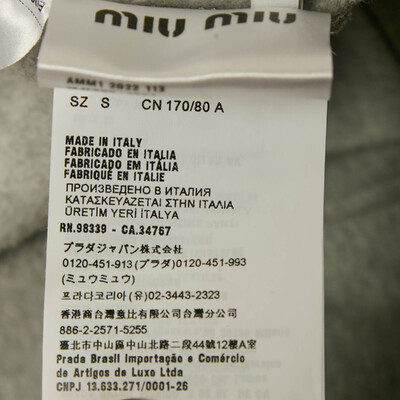 MIU MIU
AMM1 2022 113
SZ S CN 170/80 A
MADE IN ITALY
FABRICADO EN ITALIA
FABRICADO EM ITÁLIA
FABRIQUÉ EN ITALIE
ПРОИЗВЕДЕНО В ИТАЛИЯ
ΚΑΤΑΣΚΕΥΑΖΕΤΑΙ ΣΤΗΝ ΙΤΑΛΙΑ
ÜRETİM YERİ İTALYA
RN.98339 - CA.34767
プラダジャパン株式会社
0120-451-913 (プラダ)0120-451-993
(ミュウミュウ)
프라다코리아 (유) 02-3443-2323
香港商台灣意比有限公司台灣分公司
886-2-2571-5255
臺北市中山區中山北路二段44號12樓A室
Prada Brasil Importação e Comércio
de Artigos de Luxo Ltda
CNPJ 13.633.271/0001-26